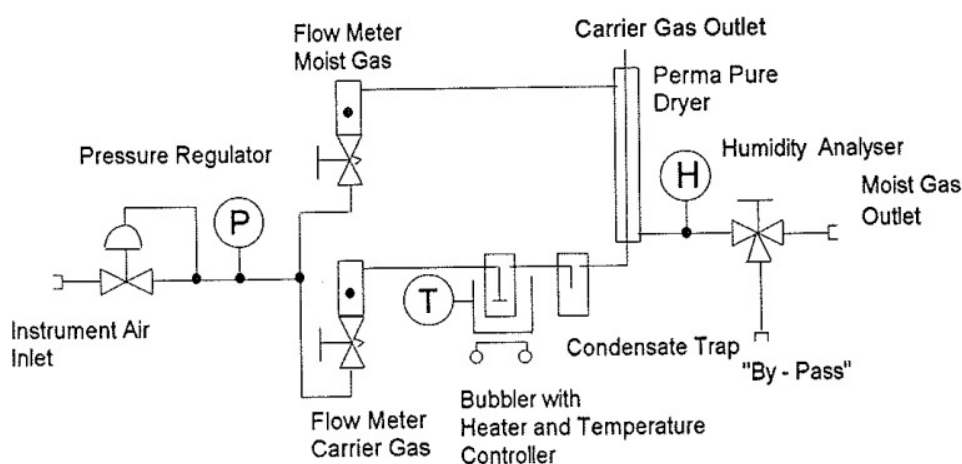 Flow Meter
Moist Gas
Carrier Gas Outlet
Perma Pure
Dryer
Pressure Regulator
P
H
Humidity Analyser
Moist Gas
Outlet
T
Instrument Air
Inlet
Condensate Trap
"By - Pass"
Flow Meter
Carrier Gas
Bubbler with
Heater and Temperature
Controller